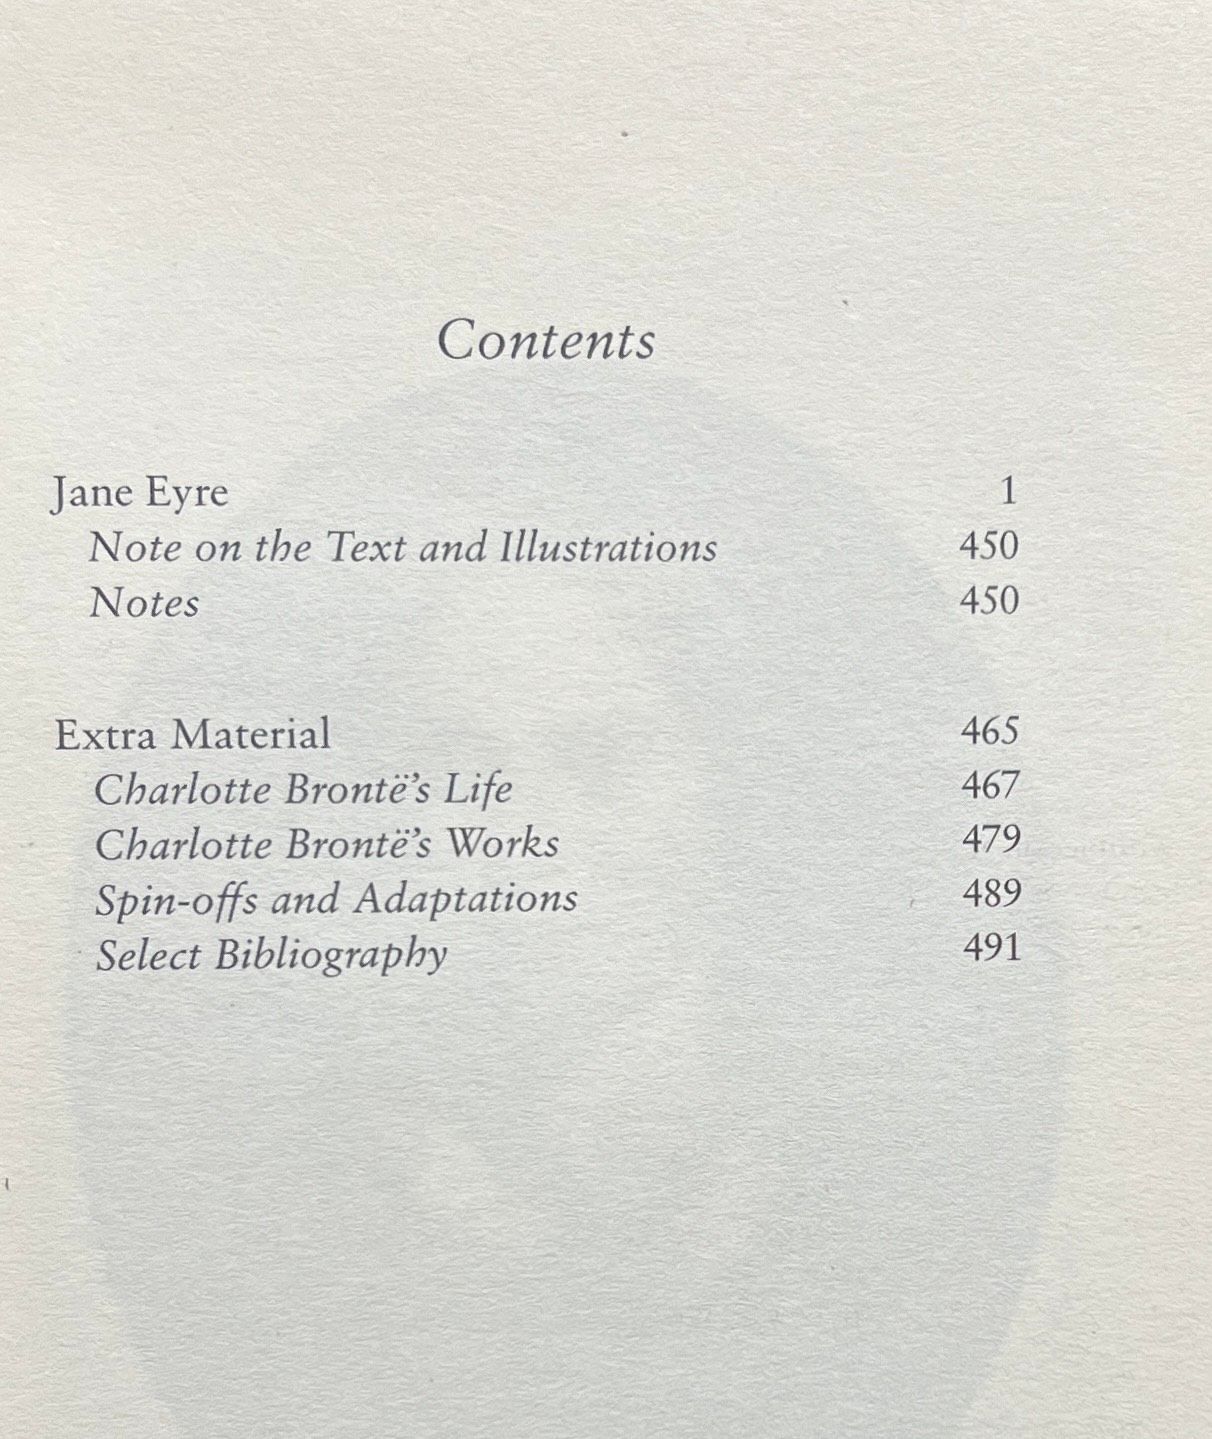 Contents
Jane Eyre 1
Note on the Text and Illustrations 450
Notes 450
Extra Material 465
Charlotte Brontë’s Life 467
Charlotte Brontë’s Works 479
Spin-offs and Adaptations 489
Select Bibliography 491